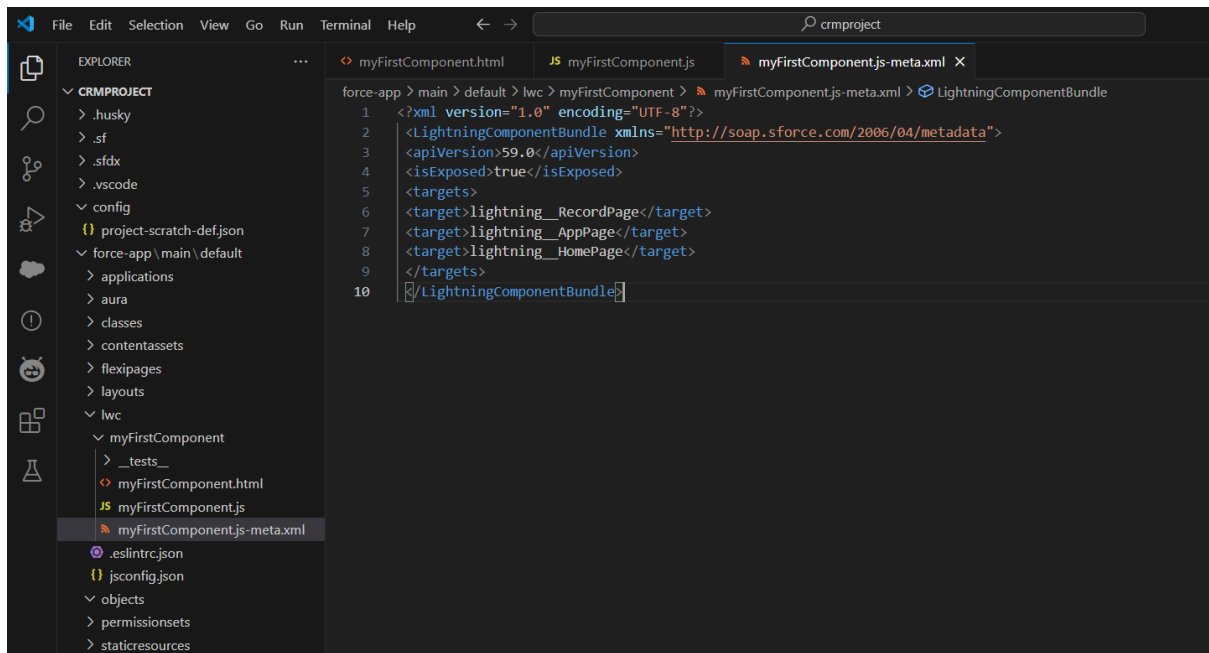 File Edit Selection View Go Run Terminal Help ← → crmproject
EXPLORER ...
CRMPROJECT
.husky
.sf
.sfdx
.vscode
config
{} project-scratch-def.json
force-app\main\default
applications
aura
classes
contentassets
flexipages
layouts
lwc
myFirstComponent
__tests__
<> myFirstComponent.html
JS myFirstComponent.js
myFirstComponent.js-meta.xml
.eslintrc.json
{} jsconfig.json
objects
permissionsets
staticresources
<> myFirstComponent.html JS myFirstComponent.js myFirstComponent.js-meta.xml ×
force-app > main > default > lwc > myFirstComponent > myFirstComponent.js-meta.xml > LightningComponentBundle
1 <?xml version="1.0" encoding="UTF-8"?>
2 <LightningComponentBundle xmlns="http://soap.sforce.com/2006/04/metadata">
3 <apiVersion>59.0</apiVersion>
4 <isExposed>true</isExposed>
5 <targets>
6 <target>lightning__RecordPage</target>
7 <target>lightning__AppPage</target>
8 <target>lightning__HomePage</target>
9 </targets>
10 </LightningComponentBundle>